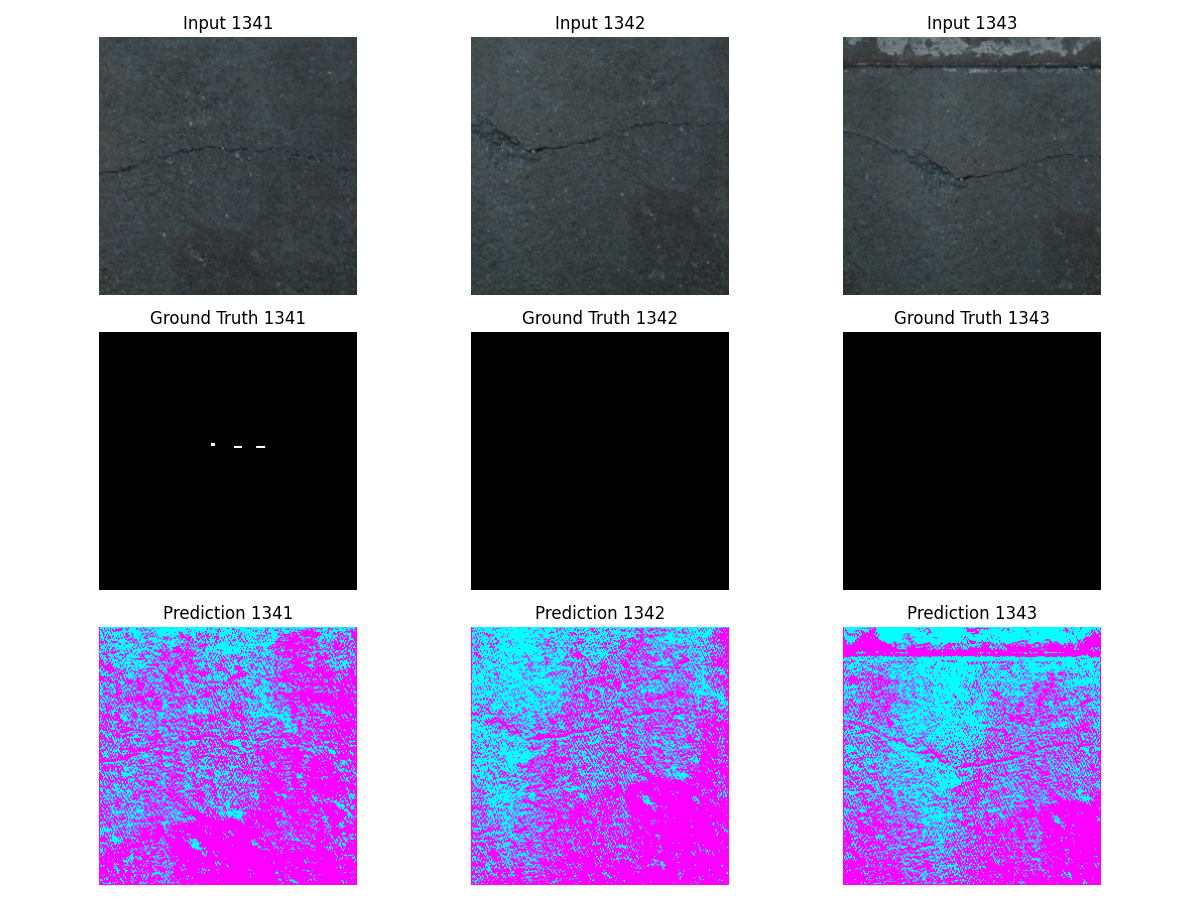 Input 1341
Input 1342
Input 1343
Ground Truth 1341
Ground Truth 1342
Ground Truth 1343
Prediction 1341
Prediction 1342
Prediction 1343